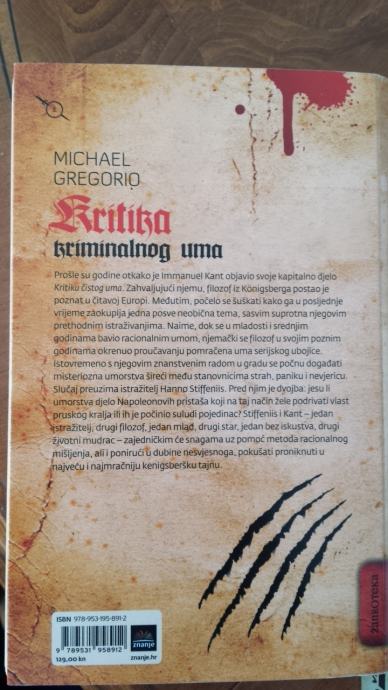 MICHAEL
GREGORIO
Kritika
kriminalnog uma
Prošle su godine otkako je Immanuel Kant objavio svoje kapitalno djelo
Kritiku čistog uma. Zahvaljujući njemu, filozof iz Königsberga postao je
poznat u čitavoj Europi. Međutim, počelo se šuškati kako ga u posljednje
vrijeme zaokuplja jedna posve neobična tema, sasvim suprotna njegovim
prethodnim istraživanjima. Naime, dok se u mladosti i srednjim
godinama bavio racionalnim umom, njemački se filozof u svojim poznim
godinama okrenuo proučavanju pomračena uma serijskog ubojice.
Istovremeno s njegovim znanstvenim radom u gradu se počnu događati
misteriozna umorstva šireći među stanovnicima strah, paniku i nevjericu.
Slučaj preuzima istražitelj Hanno Stiffeniis. Pred njim je dvojba: jesu li
umorstva djelo Napoleonovih pristaša koji na taj način žele podrivati vlast
pruskog kralja ili ih je počinio suludi pojedinac? Stiffeniis i Kant – jedan
istražitelj, drugi filozof, jedan mlad, drugi star, jedan bez iskustva, drugi
životni mudrac – zajedničkim će snagama uz pomoć metoda racionalnog
mišljenja, ali i ponirući u dubine nesvjesnoga, pokušati proniknuti u
najveću i najmračniju kenigsberšku tajnu.
ISBN 978-953-195-891-2
9 789531 958912
129,00 kn
znanje
znanje.hr
žanrOTEKA